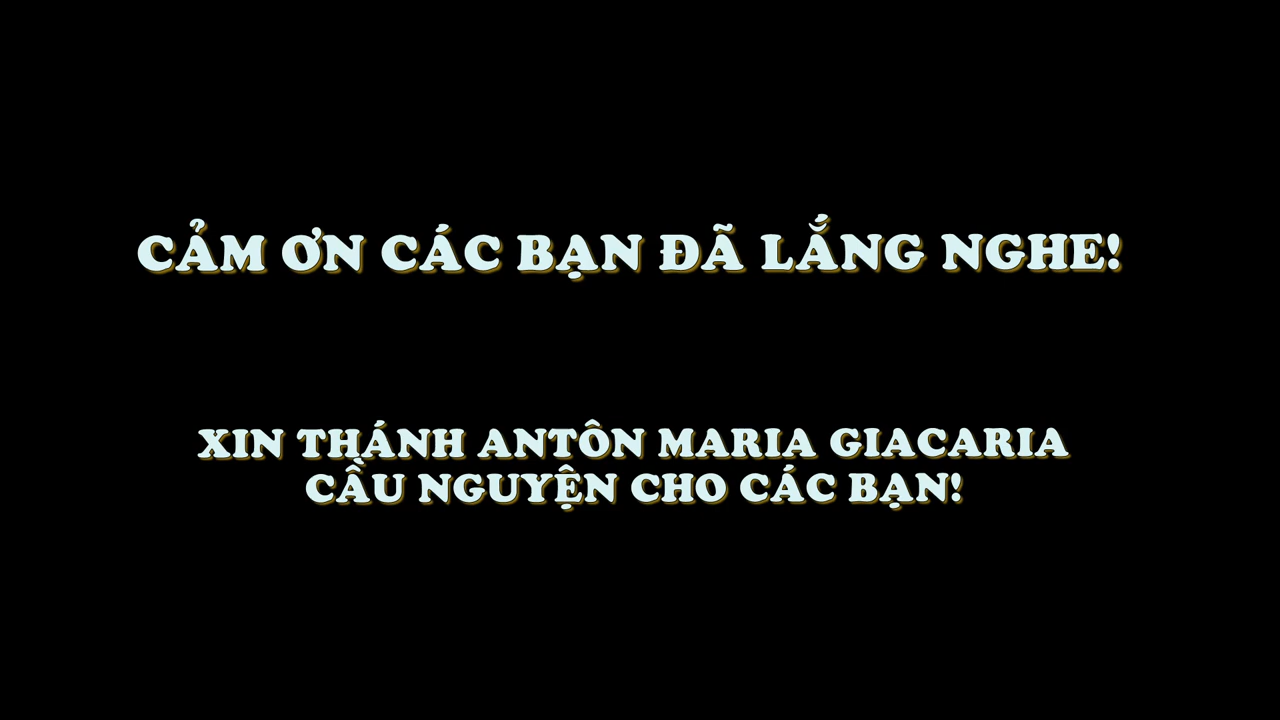 CẢM ƠN CÁC BẠN ĐÃ LẮNG NGHE!
XIN THÁNH ANTÔN MARIA GIACARIA
CẦU NGUYỆN CHO CÁC BẠN!